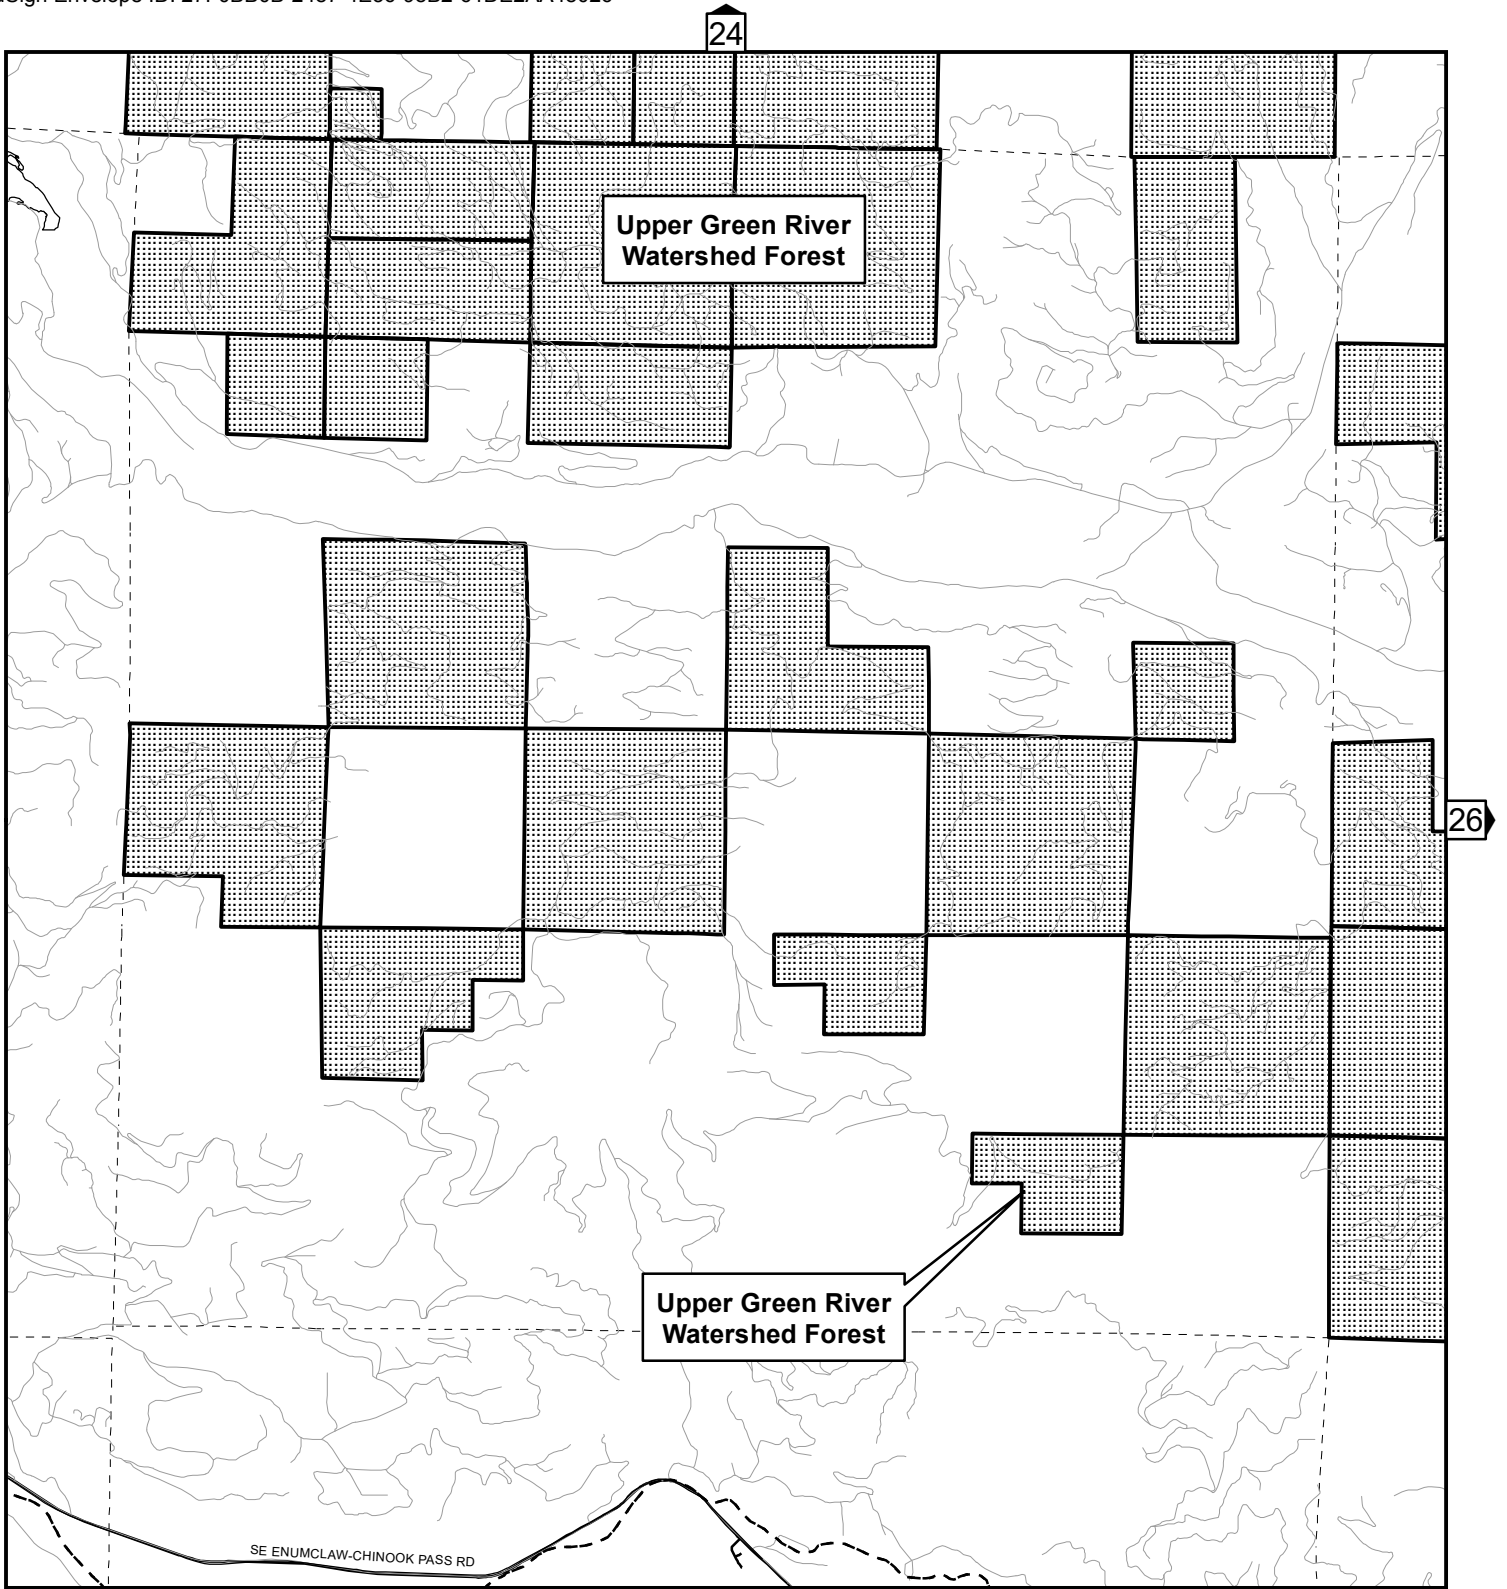 24
Upper Green River
Watershed Forest
26
Upper Green River
Watershed Forest
SE ENUMCLAW-CHINOOK PASS RD